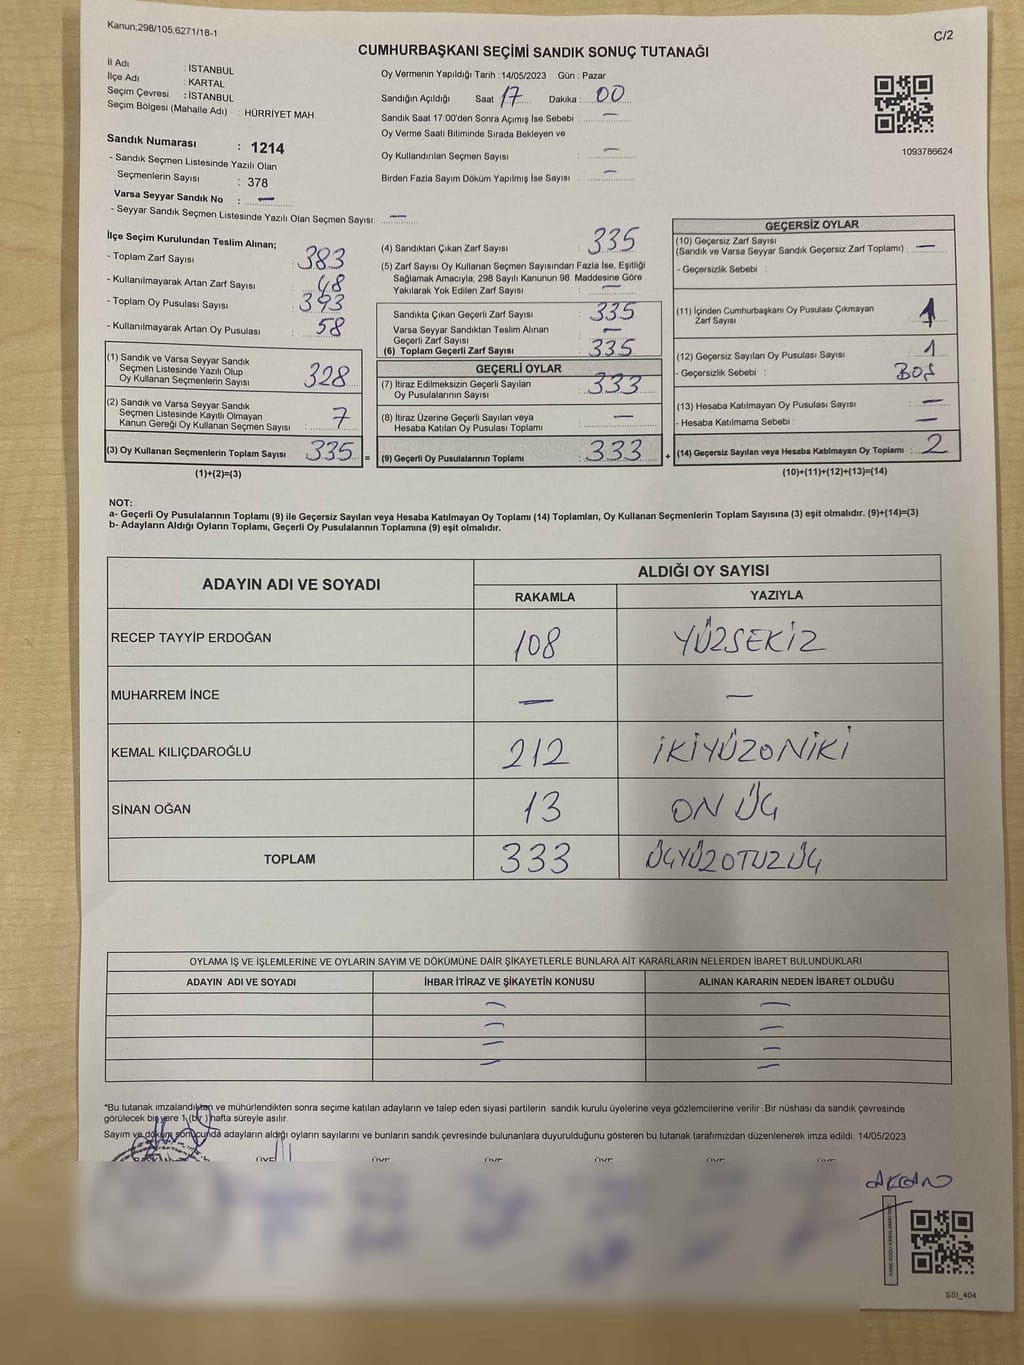 Kanun;298/105,6271/18-1
C/2
CUMHURBAŞKANI SEÇİMİ SANDIK SONUÇ TUTANAĞI
İl Adı : İSTANBUL
İlçe Adı : KARTAL
Seçim Çevresi : İSTANBUL
Seçim Bölgesi (Mahalle Adı) : HÜRRİYET MAH
Oy Vermenin Yapıldığı Tarih : 14/05/2023 Gün : Pazar
Sandığın Açıldığı Saat 17 Dakika : 00
Sandık Saat 17:00'den Sonra Açımış İse Sebebi : —
Oy Verme Saati Bitiminde Sırada Bekleyen ve
Oy Kullandırılan Seçmen Sayısı : —
Birden Fazla Sayım Döküm Yapılmış İse Sayısı : —
1093786624
Sandık Numarası : 1214
- Sandık Seçmen Listesinde Yazılı Olan
Seçmenlerin Sayısı : 378
Varsa Seyyar Sandık No : —
- Seyyar Sandık Seçmen Listesinde Yazılı Olan Seçmen Sayısı: —
İlçe Seçim Kurulundan Teslim Alınan;
- Toplam Zarf Sayısı : 383
- Kullanılmayarak Artan Zarf Sayısı : 48
- Toplam Oy Pusulası Sayısı : 393
- Kullanılmayarak Artan Oy Pusulası : 58
(1) Sandık ve Varsa Seyyar Sandık
Seçmen Listesinde Yazılı Olup
Oy Kullanan Seçmenlerin Sayısı : 328
(2) Sandık ve Varsa Seyyar Sandık
Seçmen Listesinde Kayıtlı Olmayan
Kanun Gereği Oy Kullanan Seçmen Sayısı : 7
(3) Oy Kullanan Seçmenlerin Toplam Sayısı : 335 =
(1)+(2)=(3)
(4) Sandıktan Çıkan Zarf Sayısı : 335
(5) Zarf Sayısı Oy Kullanan Seçmen Sayısından Fazla İse, Eşitliği
Sağlamak Amacıyla; 298 Sayılı Kanunun 98. Maddesine Göre
Yakılarak Yok Edilen Zarf Sayısı : —
Sandıkta Çıkan Geçerli Zarf Sayısı : 335
Varsa Seyyar Sandıktan Teslim Alınan
Geçerli Zarf Sayısı : —
(6) Toplam Geçerli Zarf Sayısı : 335
GEÇERLİ OYLAR
(7) İtiraz Edilmeksizin Geçerli Sayılan
Oy Pusulalarının Sayısı : 333
(8) İtiraz Üzerine Geçerli Sayılan veya
Hesaba Katılan Oy Pusulası Toplamı : —
(9) Geçerli Oy Pusulalarının Toplamı : 333 +
GEÇERSİZ OYLAR
(10) Geçersiz Zarf Sayısı
(Sandık ve Varsa Seyyar Sandık Geçersiz Zarf Toplamı) : —
- Geçersizlik Sebebi :
(11) İçinden Cumhurbaşkanı Oy Pusulası Çıkmayan
Zarf Sayısı : 1
(12) Geçersiz Sayılan Oy Pusulası Sayısı : 1
- Geçersizlik Sebebi : BOŞ
(13) Hesaba Katılmayan Oy Pusulası Sayısı : —
- Hesaba Katılmama Sebebi : —
(14) Geçersiz Sayılan veya Hesaba Katılmayan Oy Toplamı : 2
(10)+(11)+(12)+(13)=(14)
NOT:
a- Geçerli Oy Pusulalarının Toplamı (9) ile Geçersiz Sayılan veya Hesaba Katılmayan Oy Toplamı (14) Toplamları, Oy Kullanan Seçmenlerin Toplam Sayısına (3) eşit olmalıdır. (9)+(14)=(3)
b- Adayların Aldığı Oyların Toplamı, Geçerli Oy Pusulalarının Toplamına (9) eşit olmalıdır.
ADAYIN ADI VE SOYADI ALDIĞI OY SAYISI
RAKAMLA YAZIYLA
RECEP TAYYİP ERDOĞAN 108 YÜZSEKİZ
MUHARREM İNCE — —
KEMAL KILIÇDAROĞLU 212 İKİYÜZONİKİ
SİNAN OĞAN 13 ON ÜÇ
TOPLAM 333 ÜÇYÜZOTUZÜÇ
OYLAMA İŞ VE İŞLEMLERİNE VE OYLARIN SAYIM VE DÖKÜMÜNE DAİR ŞİKAYETLERLE BUNLARA AİT KARARLARIN NELERDEN İBARET BULUNDUKLARI
ADAYIN ADI VE SOYADI İHBAR İTİRAZ VE ŞİKAYETİN KONUSU ALINAN KARARIN NEDEN İBARET OLDUĞU
— —
— —
— —
— —
*Bu tutanak imzalandıktan ve mühürlendikten sonra seçime katılan adayların ve talep eden siyasi partilerin sandık kurulu üyelerine veya gözlemcilerine verilir .Bir nüshası da sandık çevresinde
görülecek bir yere 1 (bir ) hafta süreyle asılır.
Sayım ve döküm sonucunda adayların aldığı oyların sayılarını ve bunların sandık çevresinde bulunanlara duyurulduğunu gösteren bu tutanak tarafımızdan düzenlenerek imza edildi. 14/05/2023
BAŞKAN ÜYE ÜYE ÜYE ÜYE ÜYE ÜYE
SSI_404